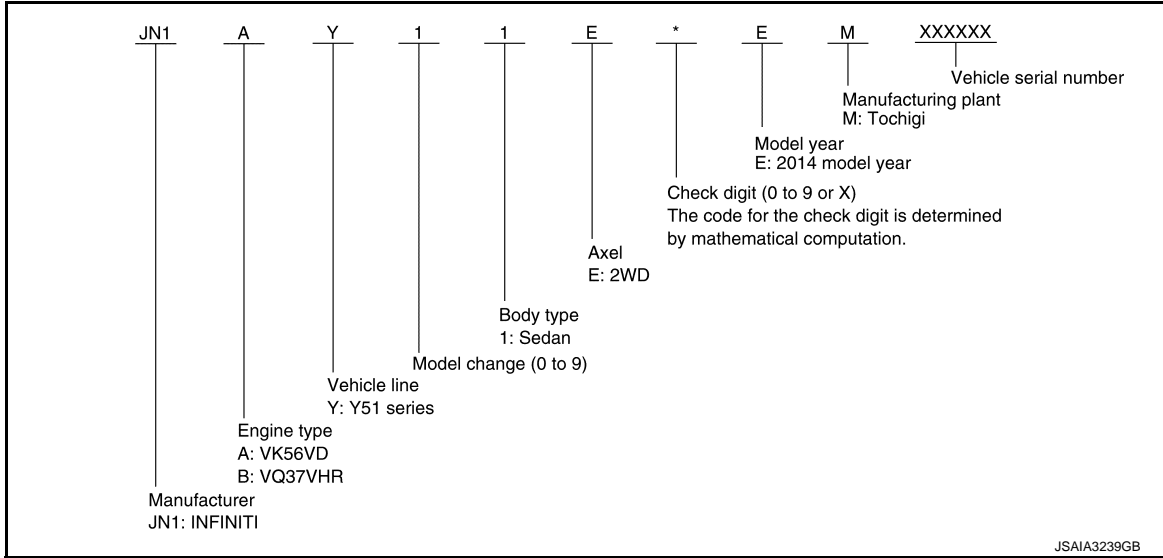 JN1 A Y 1 1 E * E M XXXXXX
Vehicle serial number
Manufacturing plant
M: Tochigi
Model year
E: 2014 model year
Check digit (0 to 9 or X)
The code for the check digit is determined
by mathematical computation.
Axel
E: 2WD
Body type
1: Sedan
Model change (0 to 9)
Vehicle line
Y: Y51 series
Engine type
A: VK56VD
B: VQ37VHR
Manufacturer
JN1: INFINITI
JSAIA3239GB